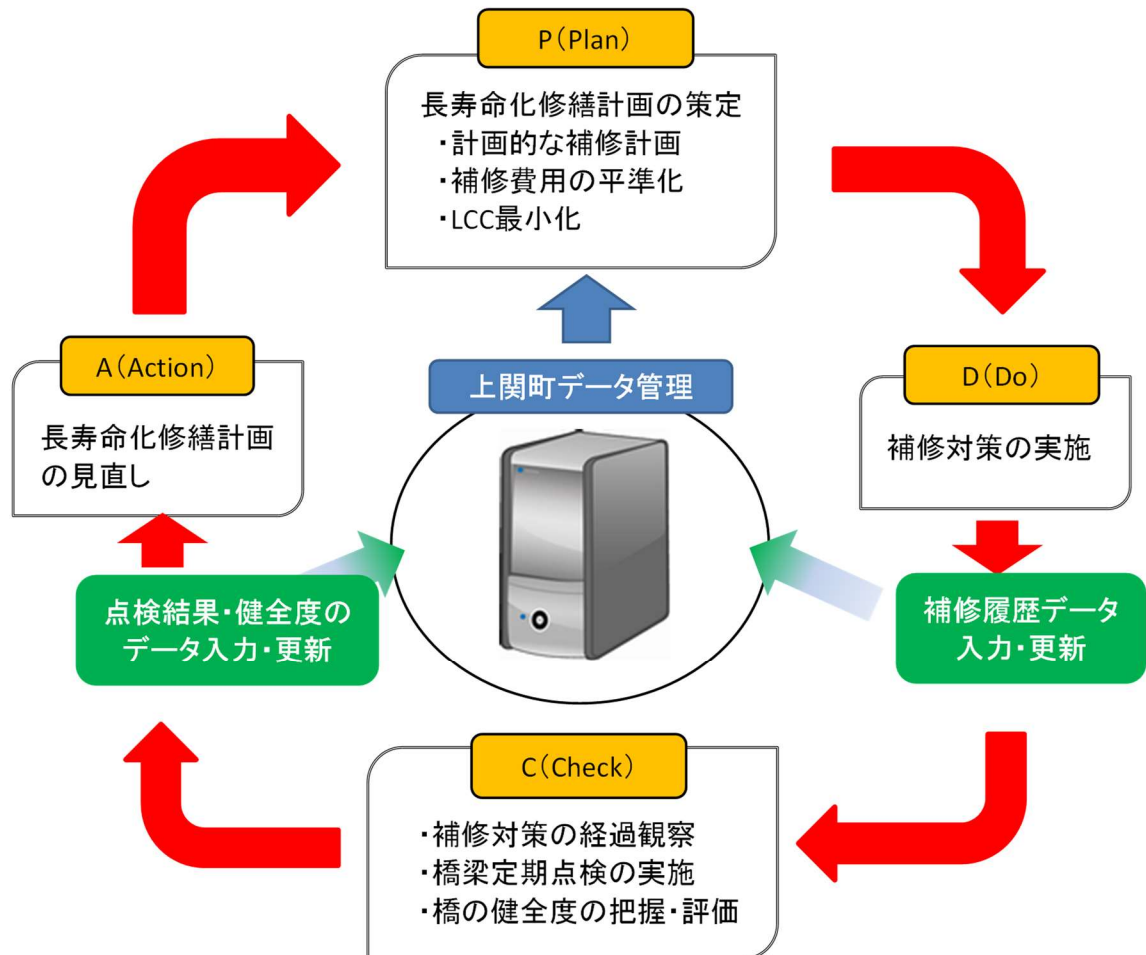 P(Plan)
長寿命化修繕計画の策定
・計画的な補修計画
・補修費用の平準化
・LCC最小化
A(Action)
長寿命化修繕計画
の見直し
上関町データ管理
D(Do)
補修対策の実施
点検結果・健全度の
データ入力・更新
補修履歴データ
入力・更新
C(Check)
・補修対策の経過観察
・橋梁定期点検の実施
・橋の健全度の把握・評価